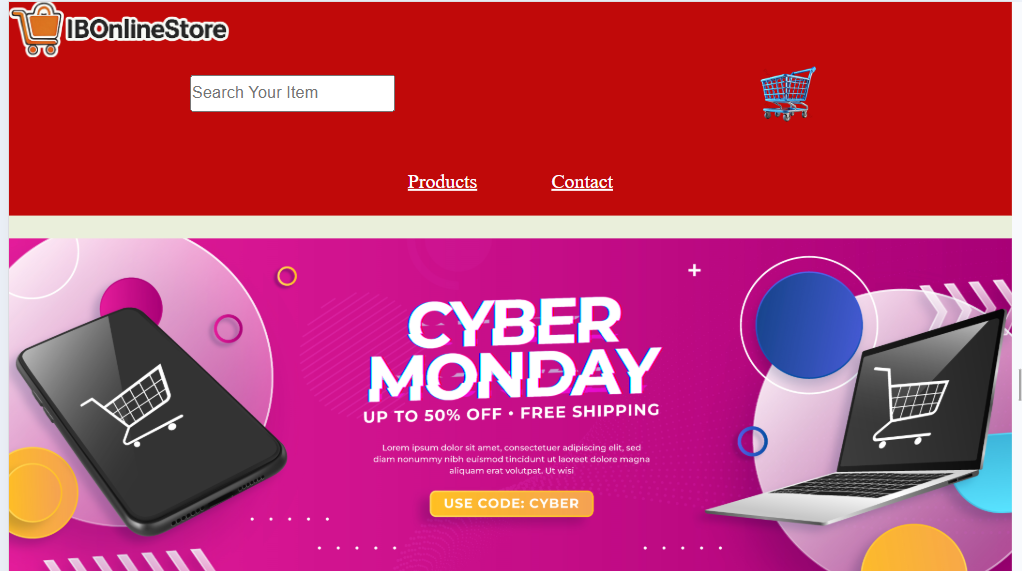 IBOnlineStore
Search Your Item
Products Contact
CYBER
MONDAY
UP TO 50% OFF • FREE SHIPPING
Lorem ipsum dolor sit amet, consectetuer adipiscing elit, sed
diam nonummy nibh euismod tincidunt ut laoreet dolore magna
aliquam erat volutpat. Ut wisi
USE CODE: CYBER